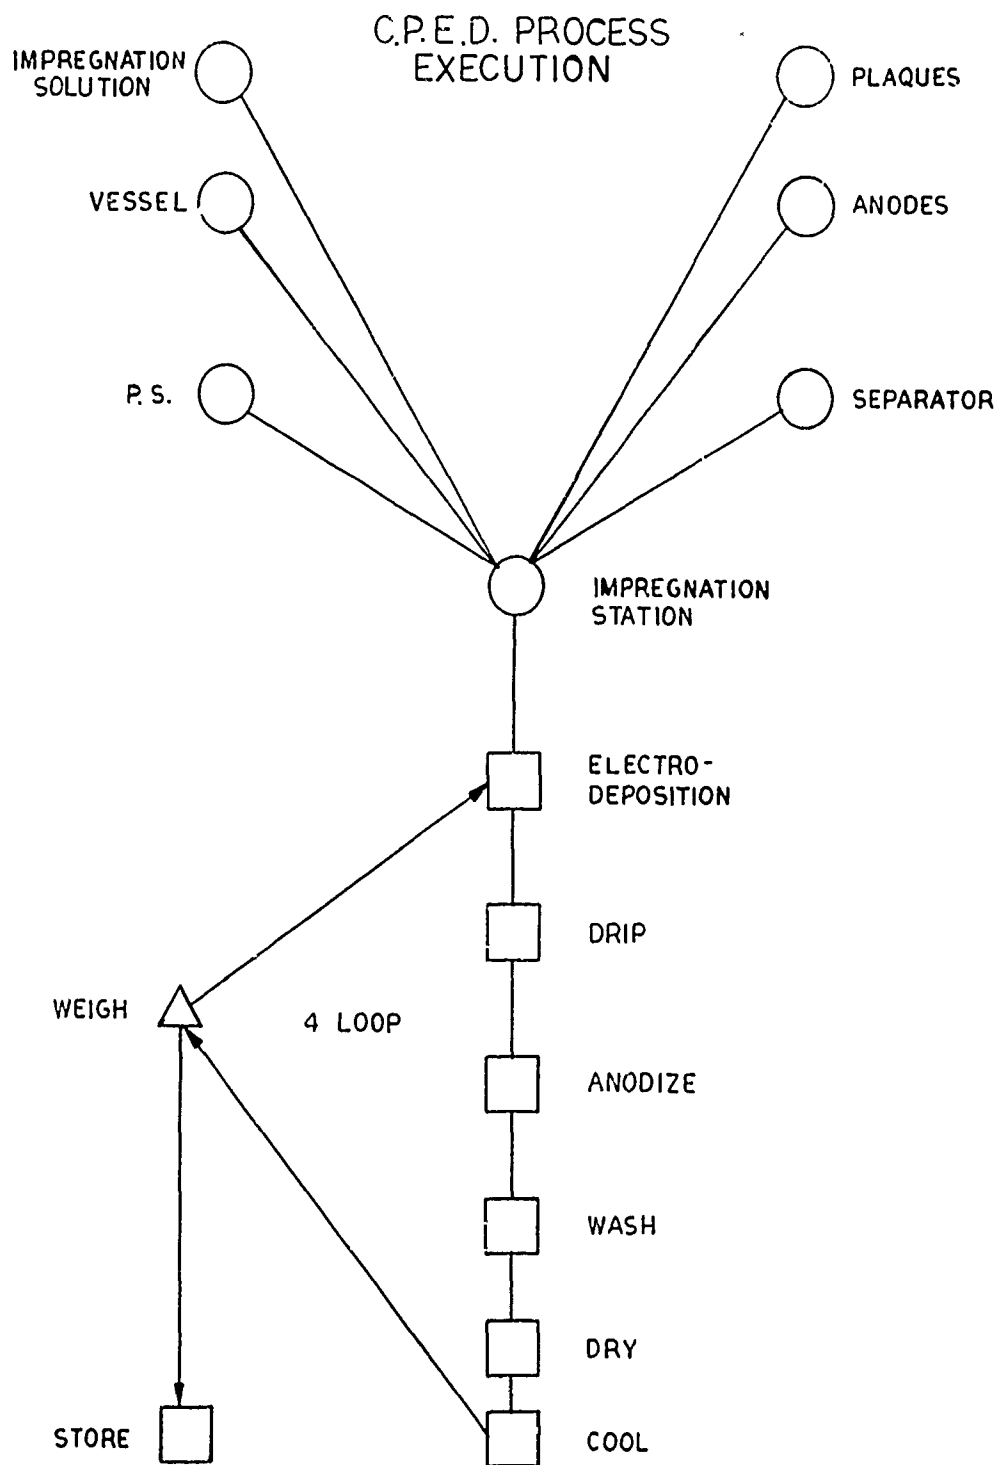 C.P.E.D. PROCESS
EXECUTION
IMPREGNATION
SOLUTION
PLAQUES
VESSEL
ANODES
P. S.
SEPARATOR
IMPREGNATION
STATION
ELECTRO-
DEPOSITION
DRIP
WEIGH
4 LOOP
ANODIZE
WASH
DRY
STORE
COOL